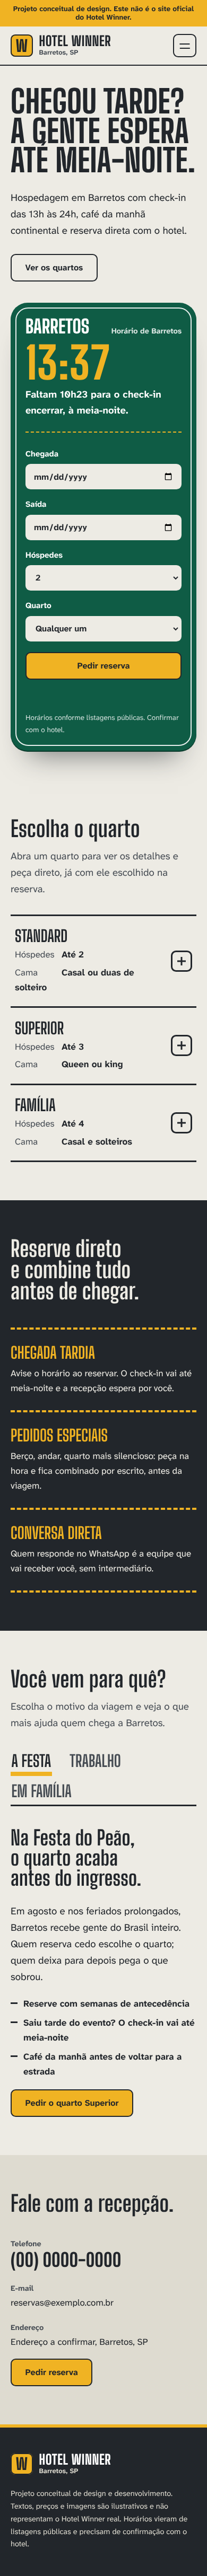 Projeto conceitual de design. Este não é o site oficial
do Hotel Winner.
W
HOTEL WINNER
Barretos, SP
CHEGOU TARDE?
A GENTE ESPERA
ATÉ MEIA-NOITE.
Hospedagem em Barretos com check-in
das 13h às 24h, café da manhã
continental e reserva direta com o hotel.
Ver os quartos
BARRETOS
Horário de Barretos
13:37
Faltam 10h23 para o check-in
encerrar, à meia-noite.
Chegada
mm/dd/yyyy
Saída
mm/dd/yyyy
Hóspedes
2
Quarto
Qualquer um
Pedir reserva
Horários conforme listagens públicas. Confirmar
com o hotel.
Escolha o quarto
Abra um quarto para ver os detalhes e
peça direto, já com ele escolhido na
reserva.
STANDARD
Hóspedes Até 2
Cama Casal ou duas de
solteiro
SUPERIOR
Hóspedes Até 3
Cama Queen ou king
FAMÍLIA
Hóspedes Até 4
Cama Casal e solteiros
Reserve direto
e combine tudo
antes de chegar.
CHEGADA TARDIA
Avise o horário ao reservar. O check-in vai até
meia-noite e a recepção espera por você.
PEDIDOS ESPECIAIS
Berço, andar, quarto mais silencioso: peça na
hora e fica combinado por escrito, antes da
viagem.
CONVERSA DIRETA
Quem responde no WhatsApp é a equipe que
vai receber você, sem intermediário.
Você vem para quê?
Escolha o motivo da viagem e veja o que
mais ajuda quem chega a Barretos.
A FESTA
TRABALHO
EM FAMÍLIA
Na Festa do Peão,
o quarto acaba
antes do ingresso.
Em agosto e nos feriados prolongados,
Barretos recebe gente do Brasil inteiro.
Quem reserva cedo escolhe o quarto;
quem deixa para depois pega o que
sobrou.
Reserve com semanas de antecedência
Saiu tarde do evento? O check-in vai até
meia-noite
Café da manhã antes de voltar para a
estrada
Pedir o quarto Superior
Fale com a recepção.
Telefone
(00) 0000-0000
E-mail
reservas@exemplo.com.br
Endereço
Endereço a confirmar, Barretos, SP
Pedir reserva
W
HOTEL WINNER
Barretos, SP
Projeto conceitual de design e desenvolvimento.
Textos, preços e imagens são ilustrativos e não
representam o Hotel Winner real. Horários vieram de
listagens públicas e precisam de confirmação com o
hotel.